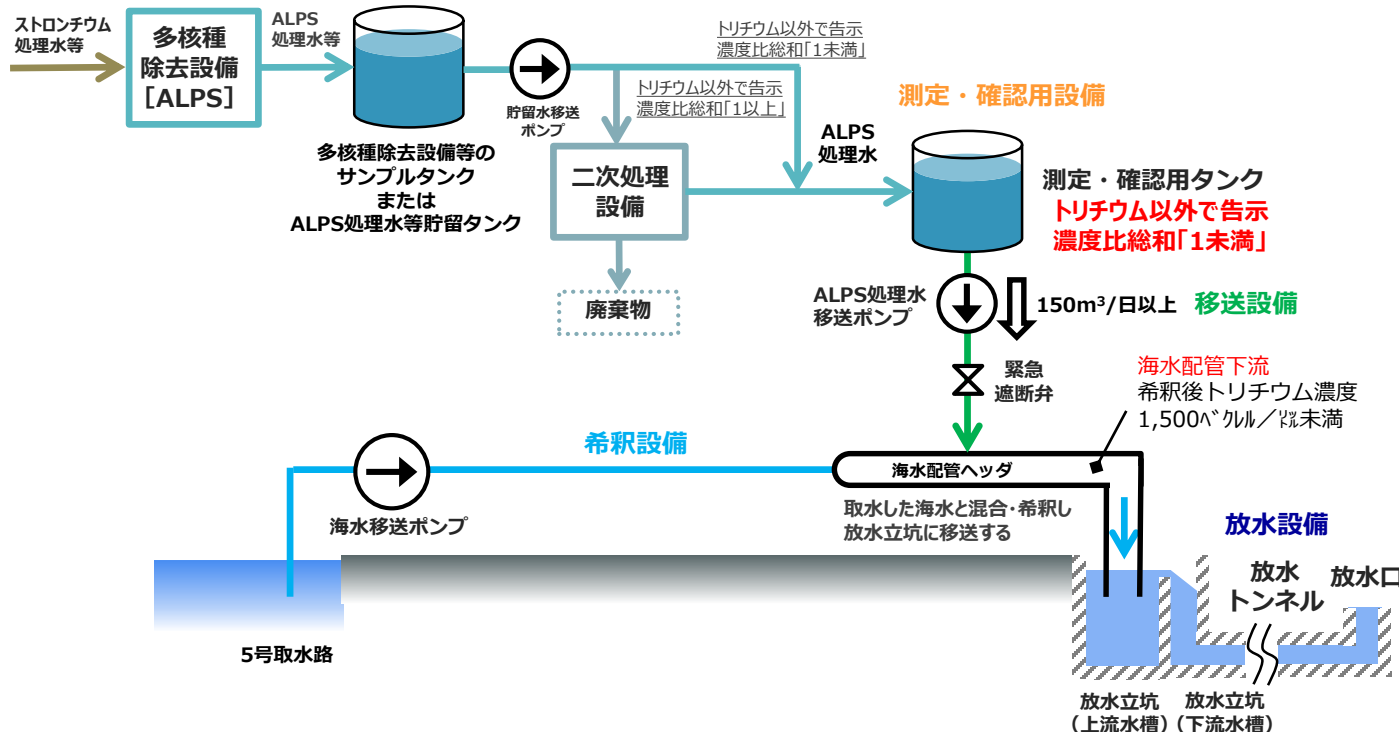 ストロンチウム
処理水等
多核種
除去設備
［ALPS］
ALPS
処理水等
多核種除去設備等の
サンプルタンク
または
ALPS処理水等貯留タンク
貯留水移送
ポンプ
トリチウム以外で告示
濃度比総和「1未満」
トリチウム以外で告示
濃度比総和「1以上」
二次処理
設備
廃棄物
ALPS
処理水
測定・確認用設備
測定・確認用タンク
トリチウム以外で告示
濃度比総和「1未満」
ALPS処理水
移送ポンプ
150m³/日以上
移送設備
緊急
遮断弁
海水配管下流
希釈後トリチウム濃度
1,500ﾍﾞｸﾚﾙ／ﾘｯﾄﾙ未満
希釈設備
海水移送ポンプ
海水配管ヘッダ
取水した海水と混合･希釈し
放水立坑に移送する
放水設備
放水
トンネル
放水口
5号取水路
放水立坑
（上流水槽）
放水立坑
（下流水槽）